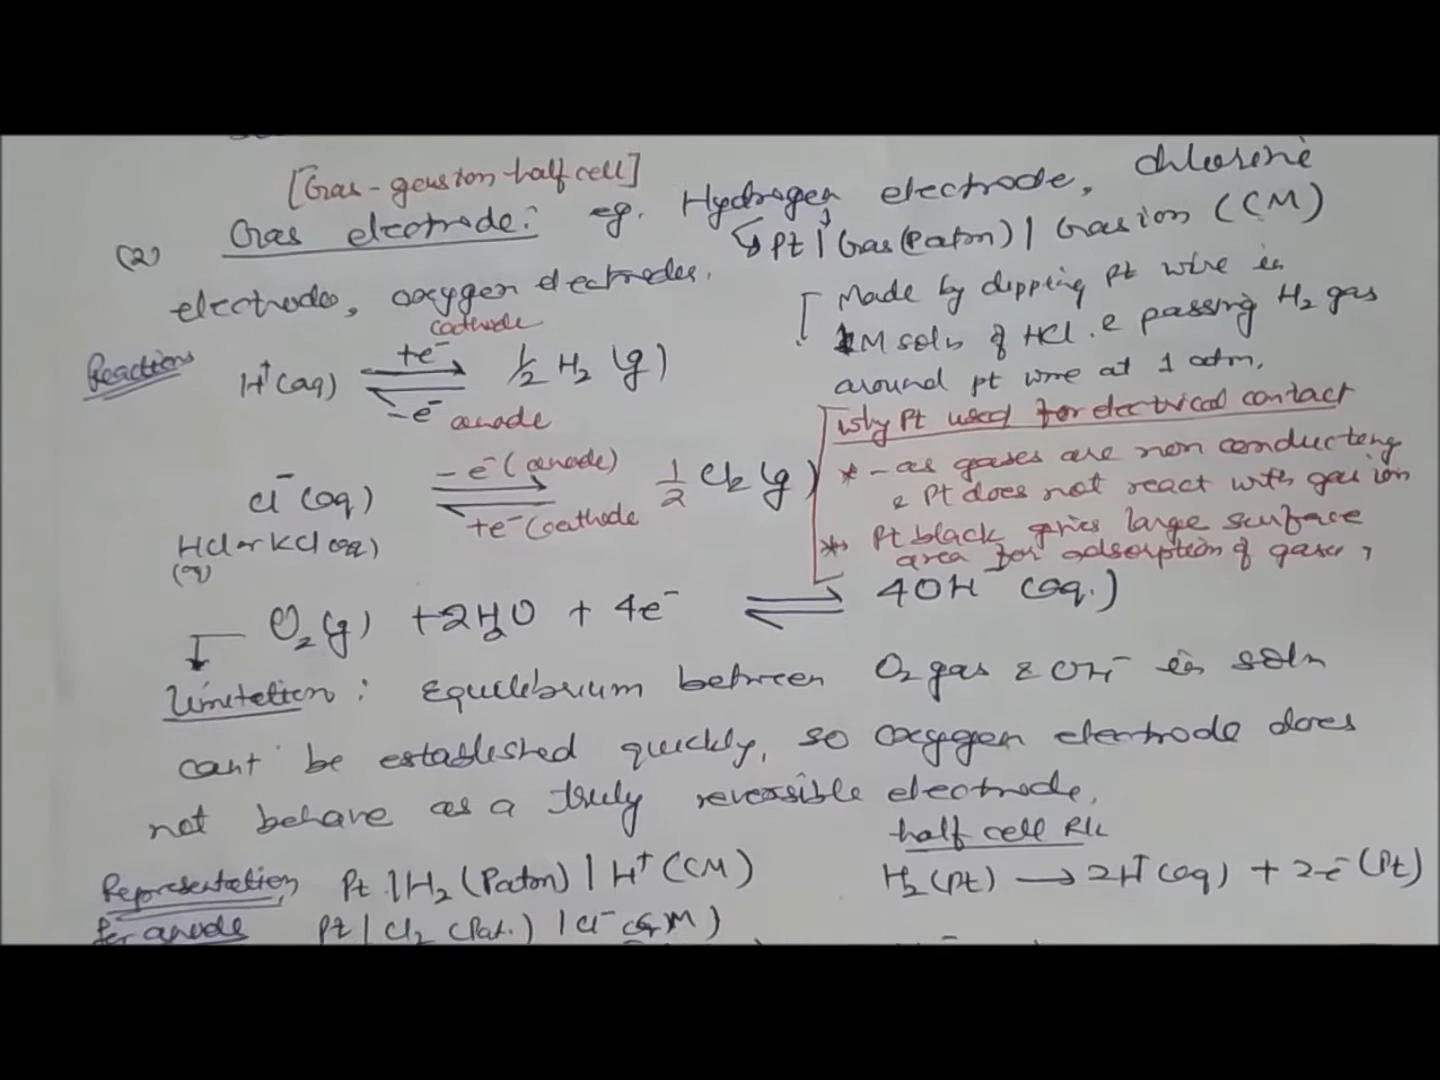 [Gas-gasion-half cell]
(2) Gas electrode: eg. Hydrogen electrode, chlorine
electrode, oxygen electrodes. Pt | Gas (P atm) | Gas ion (CM)
[Made by dipping Pt wire in
1M soln of HCl. & passing H₂ gas
around pt wire at 1 atm.
Reactions
H⁺(aq) ⇌ ½ H₂ (g)
cathode
+e⁻
-e⁻ anode
[Why Pt used for electrical contact
* - as gases are non conducting
& Pt does not react with gas ion
* Pt black gives large surface
area for adsorption of gases,
Cl⁻(aq) ⇌ 1/2 Cl₂ (g)
-e⁻ (anode)
+e⁻ (cathode
HCl or KCl (aq)
(aq)
O₂(g) + 2H₂O + 4e⁻ ⇌ 4OH⁻ (aq.)
Limitation: Equilibrium between O₂ gas & OH⁻ in soln
cant be established quickly, so oxygen electrode does
not behave as a truly reversible electrode.
half cell R/n
Representation Pt | H₂ (P atm) | H⁺ (CM)
H₂ (Pt) → 2H⁺ (aq) + 2e⁻ (Pt)
for anode Pt | Cl₂ (Pat.) | Cl⁻ M)